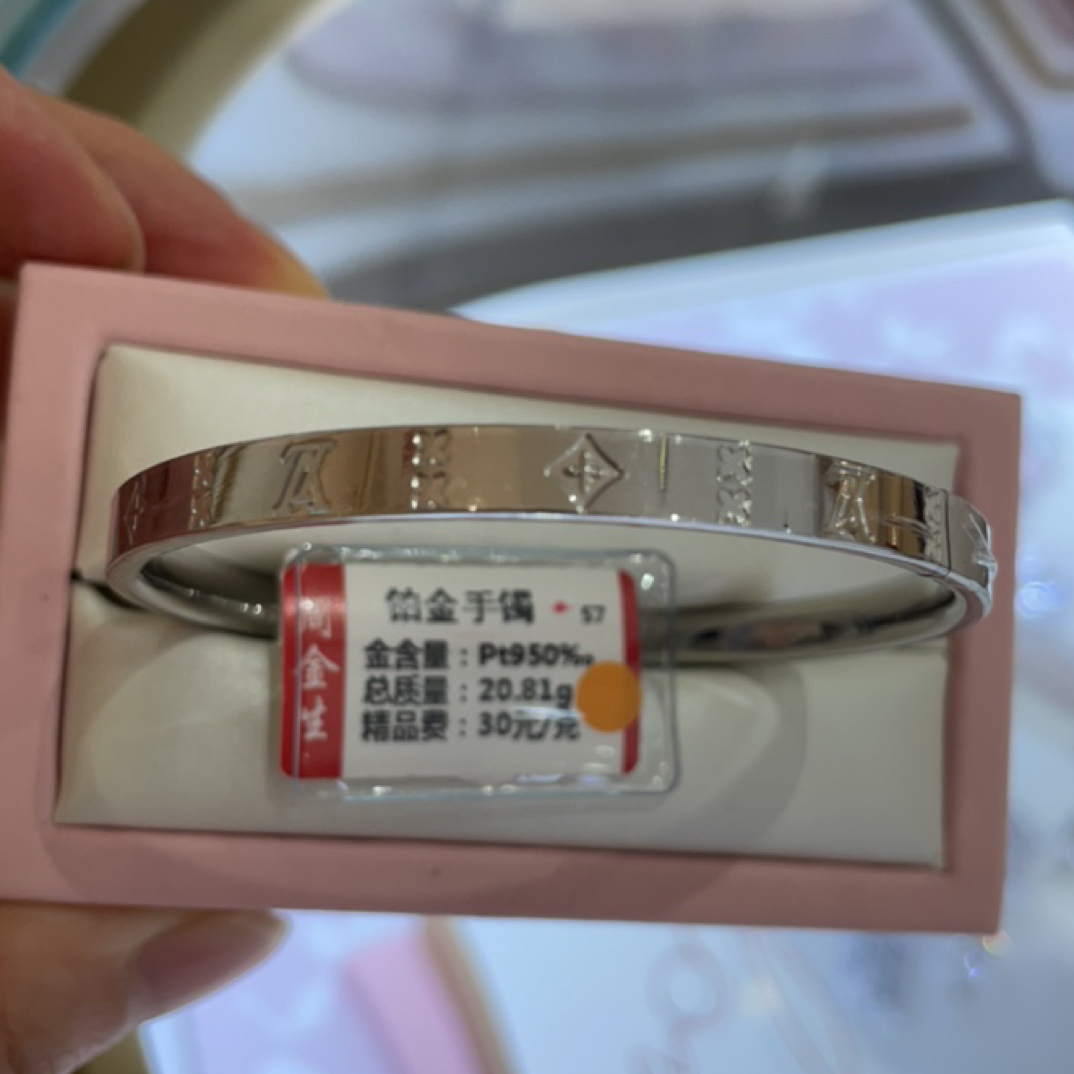 铂金手镯 57
金含量：Pt950‰
总质量：20.81g
精品费：30元/克
周金生